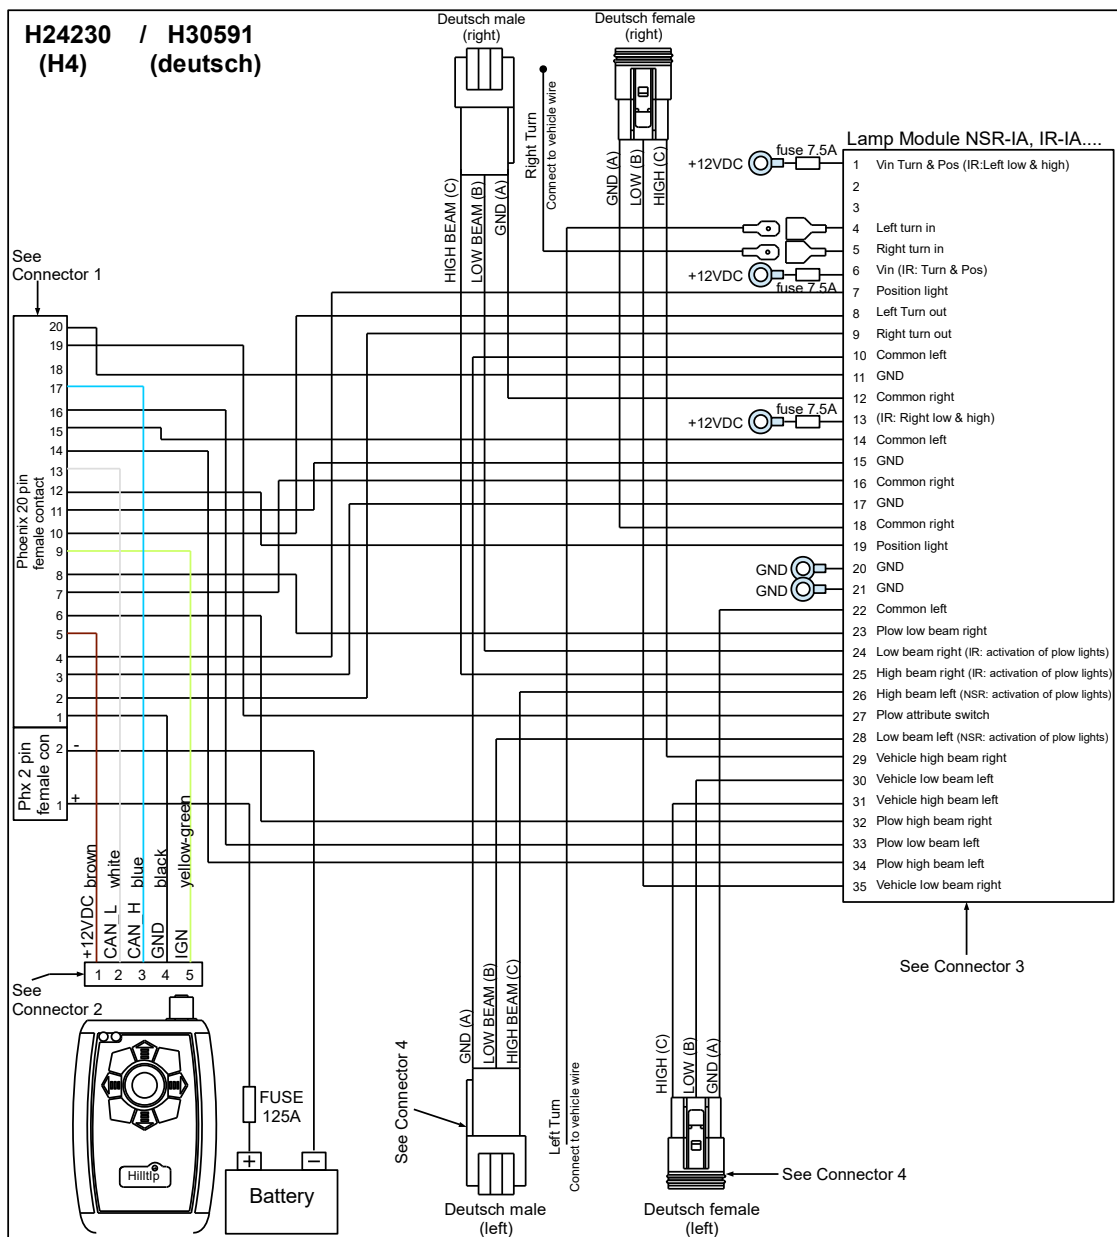 H24230 / H30591
(H4) (deutsch)
Deutsch male
(right)
Deutsch female
(right)
Right Turn
Connect to vehicle wire
HIGH BEAM (C)
LOW BEAM (B)
GND (A)
GND (A)
LOW (B)
HIGH (C)
Lamp Module NSR-IA, IR-IA....
+12VDC fuse 7.5A
1 Vin Turn & Pos (IR:Left low & high)
2
3
4 Left turn in
5 Right turn in
+12VDC fuse 7.5A
6 Vin (IR: Turn & Pos)
7 Position light
8 Left Turn out
9 Right turn out
10 Common left
11 GND
12 Common right
+12VDC fuse 7.5A
13 (IR: Right low & high)
14 Common left
15 GND
16 Common right
17 GND
18 Common right
19 Position light
GND
20 GND
GND
21 GND
22 Common left
23 Plow low beam right
24 Low beam right (IR: activation of plow lights)
25 High beam right (IR: activation of plow lights)
26 High beam left (NSR: activation of plow lights)
27 Plow attribute switch
28 Low beam left (NSR: activation of plow lights)
29 Vehicle high beam right
30 Vehicle low beam left
31 Vehicle high beam left
32 Plow high beam right
33 Plow low beam left
34 Plow high beam left
35 Vehicle low beam right
See Connector 3
See
Connector 1
Phoenix 20 pin
female contact
20
19
18
17
16
15
14
13
12
11
10
9
8
7
6
5
4
3
2
1
Phx 2 pin
female con
2 -
1 +
+12VDC brown
CAN_L white
CAN_H blue
GND black
IGN yellow-green
1 2 3 4 5
See
Connector 2
Hilltip
FUSE
125A
+ −
Battery
See Connector 4
GND (A)
LOW BEAM (B)
HIGH BEAM (C)
Left Turn
Connect to vehicle wire
Deutsch male
(left)
HIGH (C)
LOW (B)
GND (A)
See Connector 4
Deutsch female
(left)